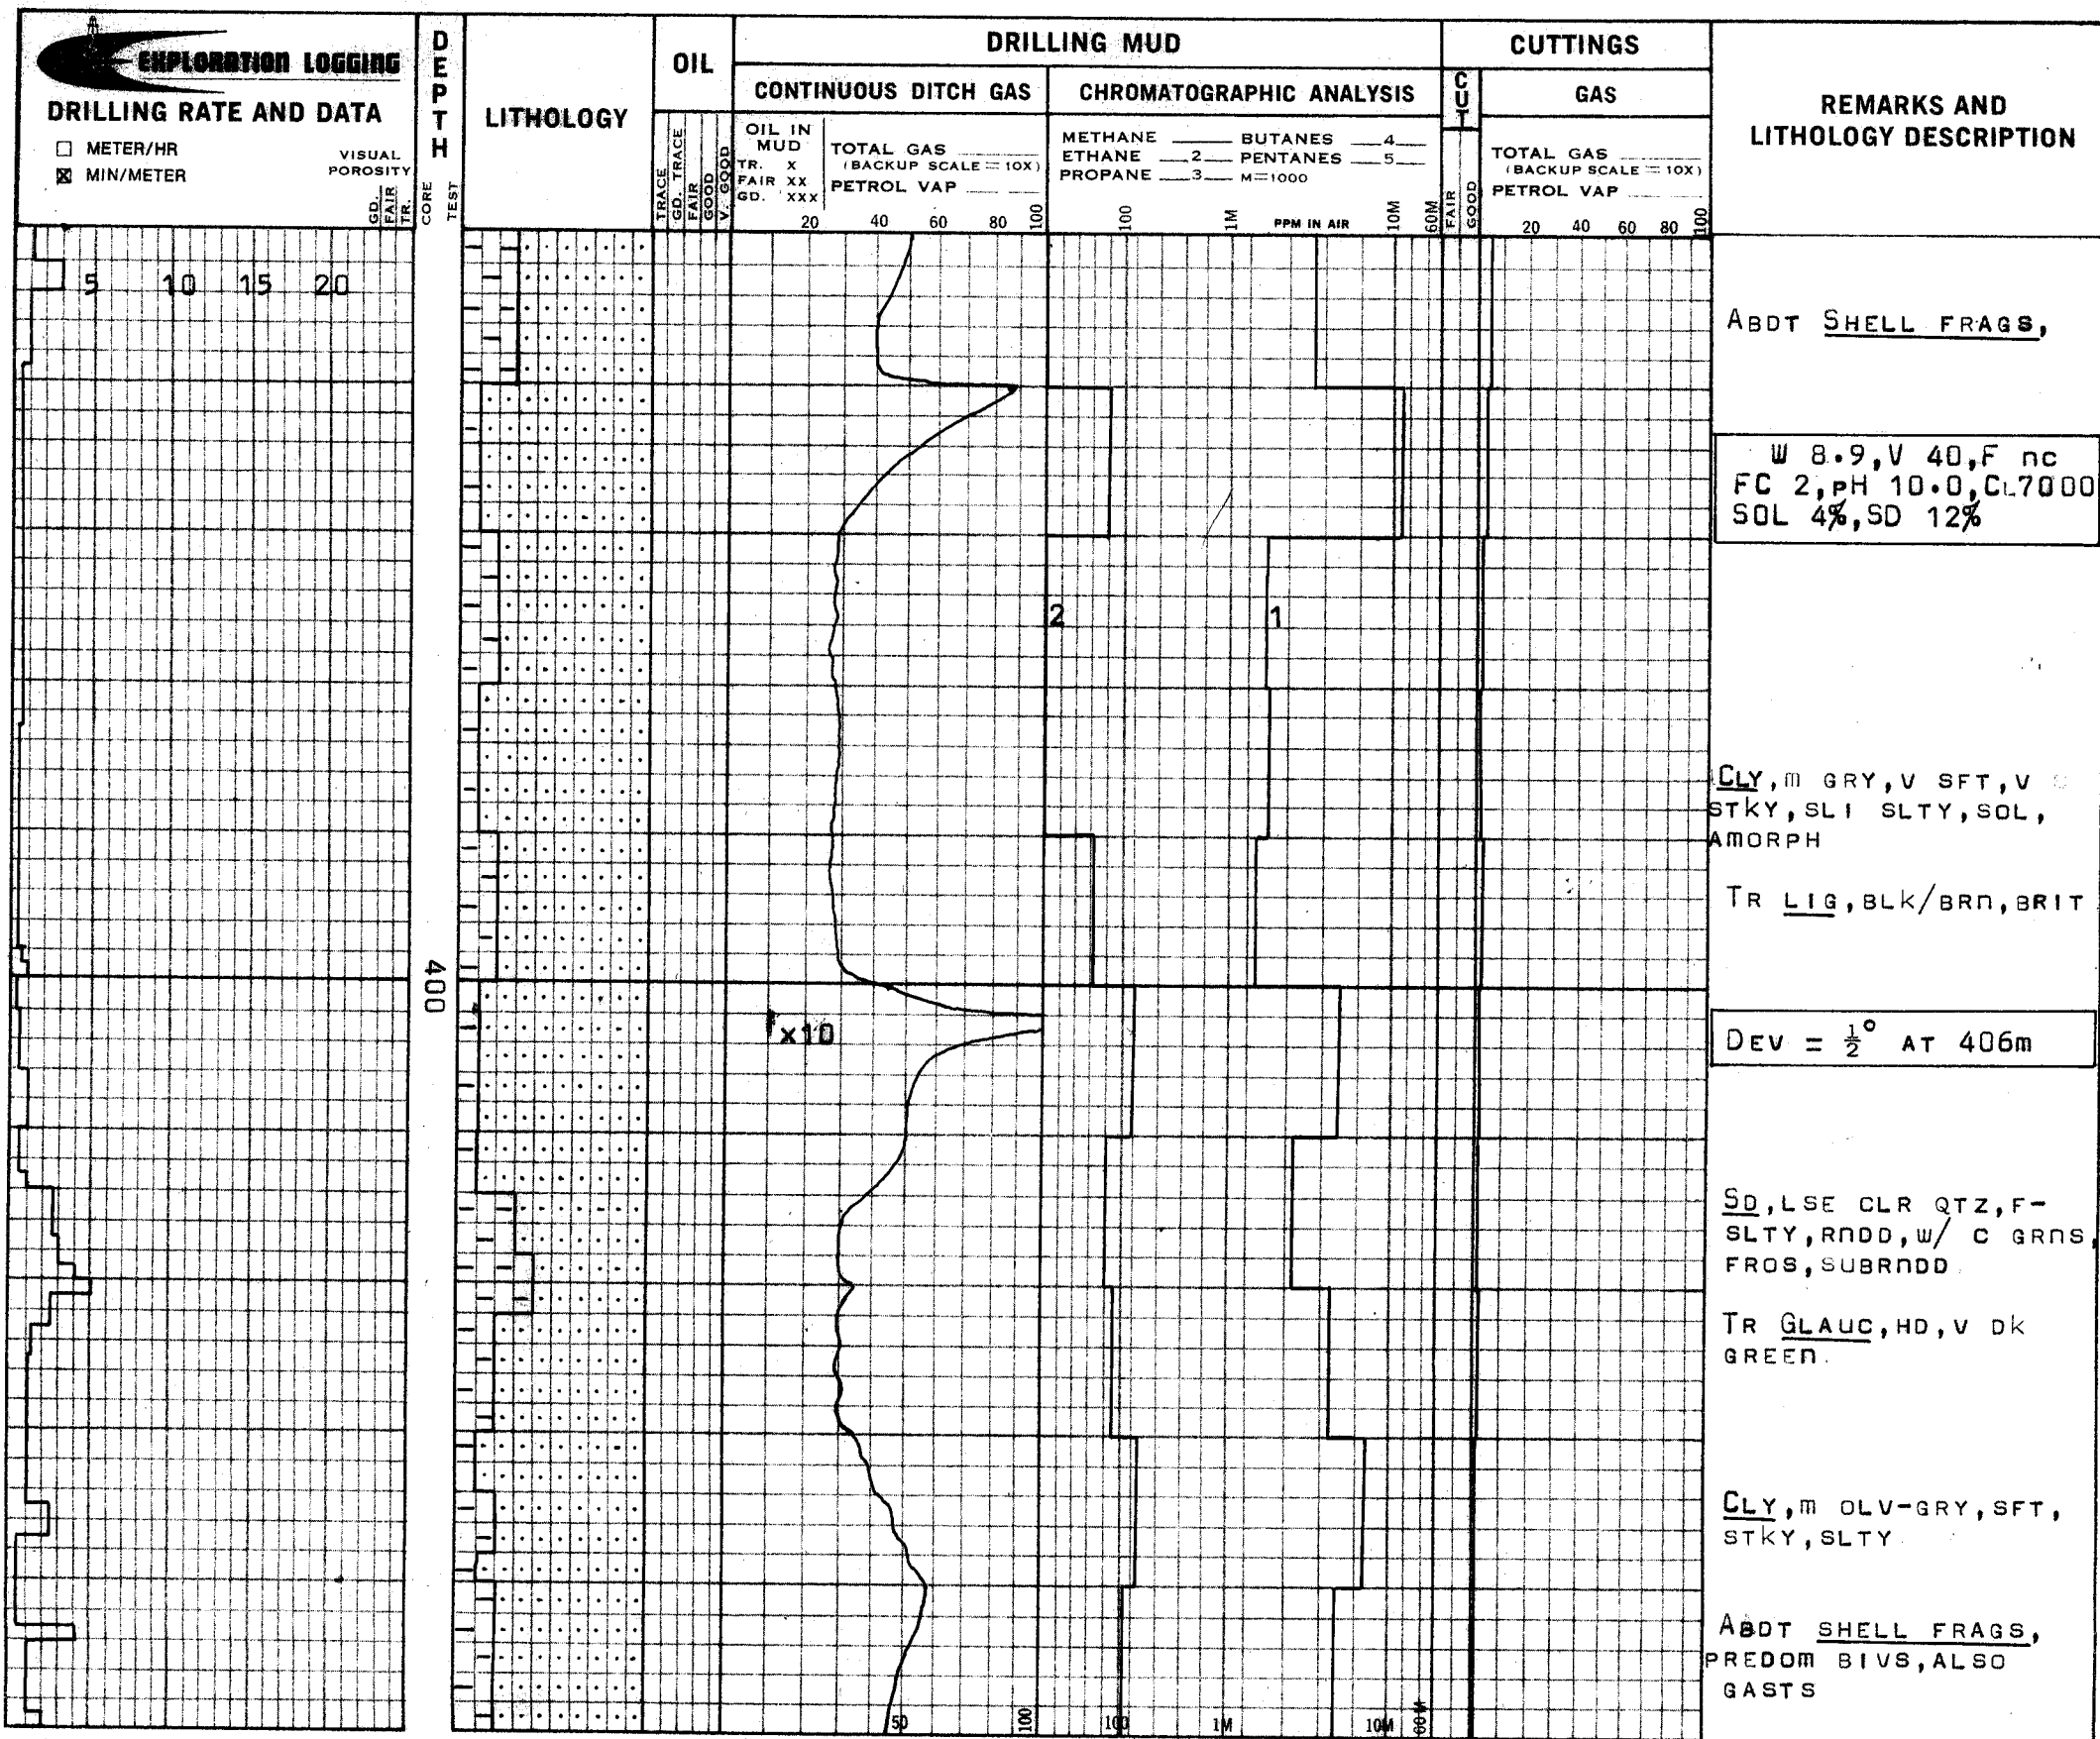 EXPLORATION LOGGING
DRILLING RATE AND DATA
METER/HR
MIN/METER
VISUAL POROSITY
GD.
FAIR
TR.
DEPTH
CORE
TEST
LITHOLOGY
OIL
TRACE
GD. TRACE
FAIR
GOOD
V. GOOD
DRILLING MUD
CONTINUOUS DITCH GAS
OIL IN
MUD
TR. X
FAIR XX
GD. XXX
TOTAL GAS
(BACKUP SCALE = 10X)
PETROL VAP
20 40 60 80 100
CHROMATOGRAPHIC ANALYSIS
METHANE BUTANES 4
ETHANE 2 PENTANES 5
PROPANE 3 M=1000
100 1M PPM IN AIR 10M 60M
CUTTINGS
CUT
FAIR
GOOD
GAS
TOTAL GAS
(BACKUP SCALE = 10X)
PETROL VAP
20 40 60 80 100
REMARKS AND
LITHOLOGY DESCRIPTION
5 10 15 20
ABDT SHELL FRAGS,
W 8.9, V 40, F nc
FC 2, pH 10.0, CL7000
SOL 4%, SD 12%
2 1
CLY, m GRY, V SFT, V
STKY, SLI SLTY, SOL,
AMORPH
TR LIG, BLK/BRN, BRIT
400
x10
DEV = ½° AT 406m
SD, LSE CLR QTZ, F-
SLTY, RNDD, W/ C GRNS,
FROS, SUBRNDD
TR GLAUC, HD, V DK
GREEN.
CLY, m OLV-GRY, SFT,
STKY, SLTY
ABDT SHELL FRAGS,
PREDOM BIVS, ALSO
GASTS
50 100 100 1M 10M 60M